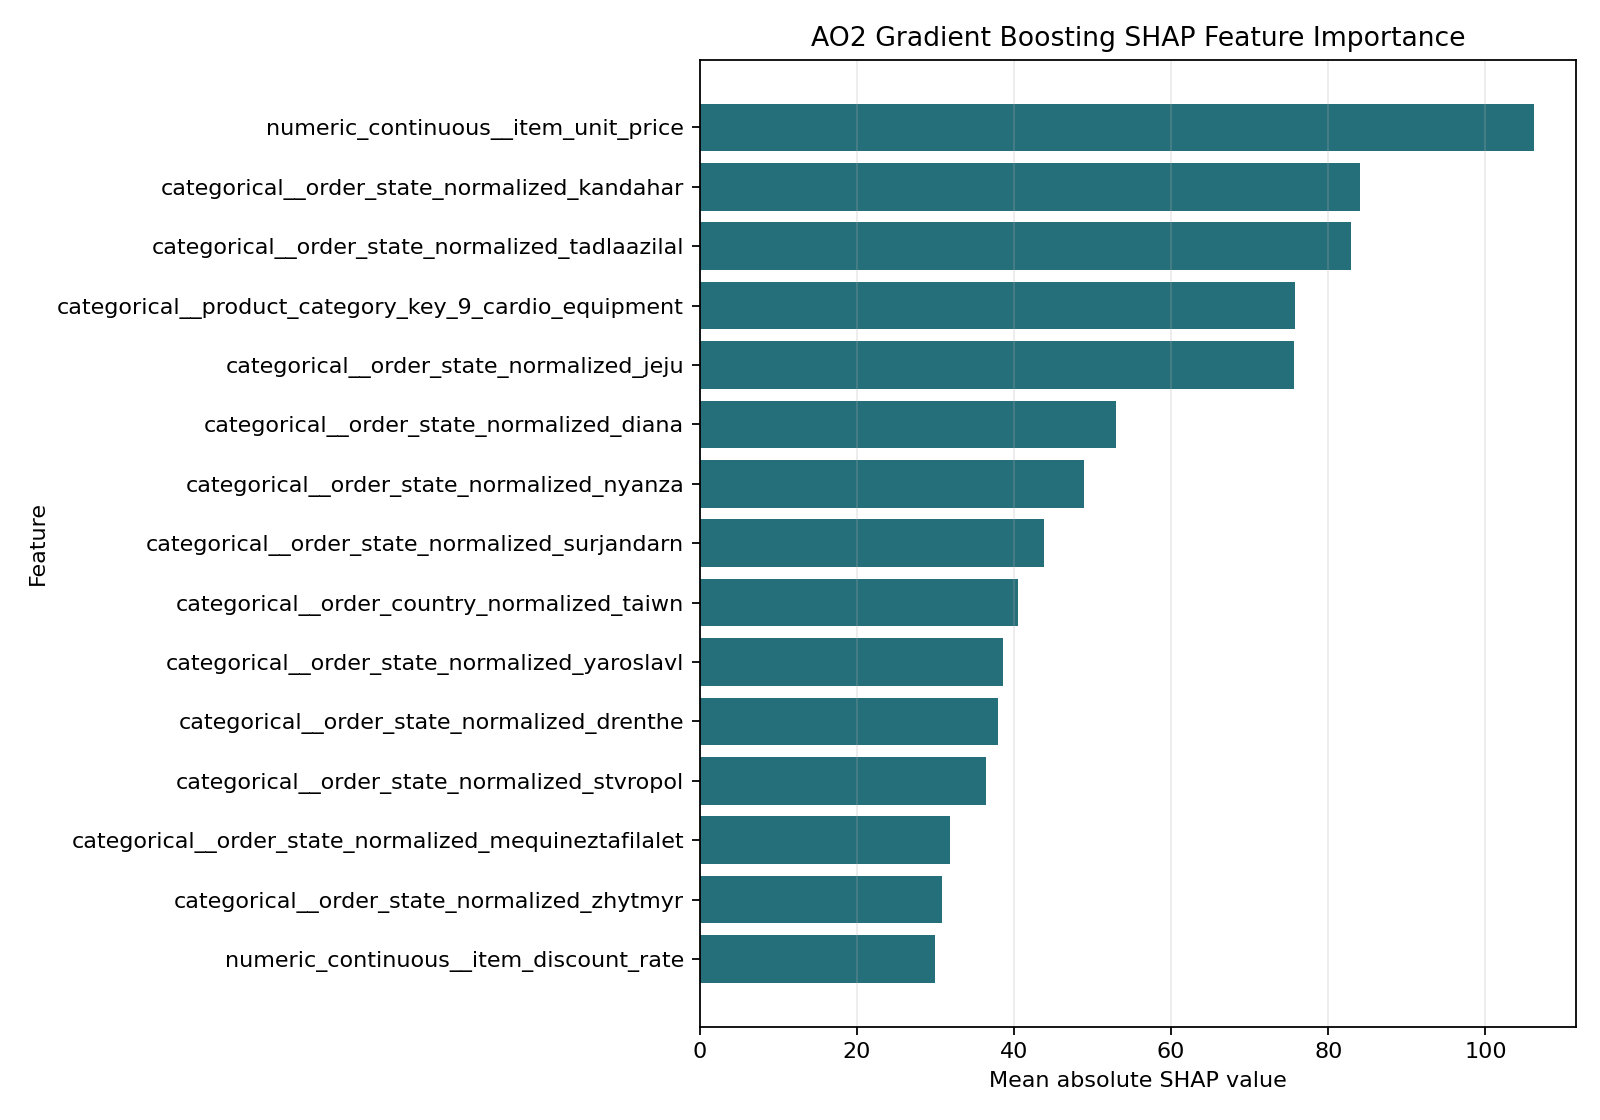 AO2 Gradient Boosting SHAP Feature Importance
numeric_continuous__item_unit_price
categorical__order_state_normalized_kandahar
categorical__order_state_normalized_tadlaazilal
categorical__product_category_key_9_cardio_equipment
categorical__order_state_normalized_jeju
categorical__order_state_normalized_diana
categorical__order_state_normalized_nyanza
categorical__order_state_normalized_surjandarn
categorical__order_country_normalized_taiwn
categorical__order_state_normalized_yaroslavl
categorical__order_state_normalized_drenthe
categorical__order_state_normalized_stvropol
categorical__order_state_normalized_mequineztafilalet
categorical__order_state_normalized_zhytmyr
numeric_continuous__item_discount_rate
Feature
0 20 40 60 80 100
Mean absolute SHAP value